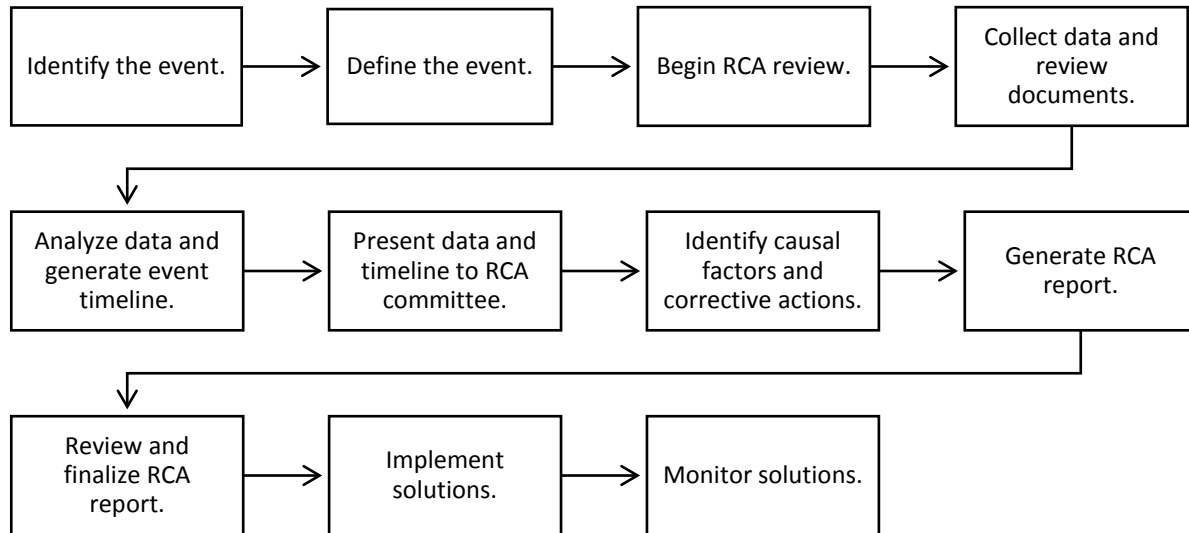 Identify the event.
Define the event.
Begin RCA review.
Collect data and
review
documents.
Analyze data and
generate event
timeline.
Present data and
timeline to RCA
committee.
Identify causal
factors and
corrective actions.
Generate RCA
report.
Review and
finalize RCA
report.
Implement
solutions.
Monitor solutions.